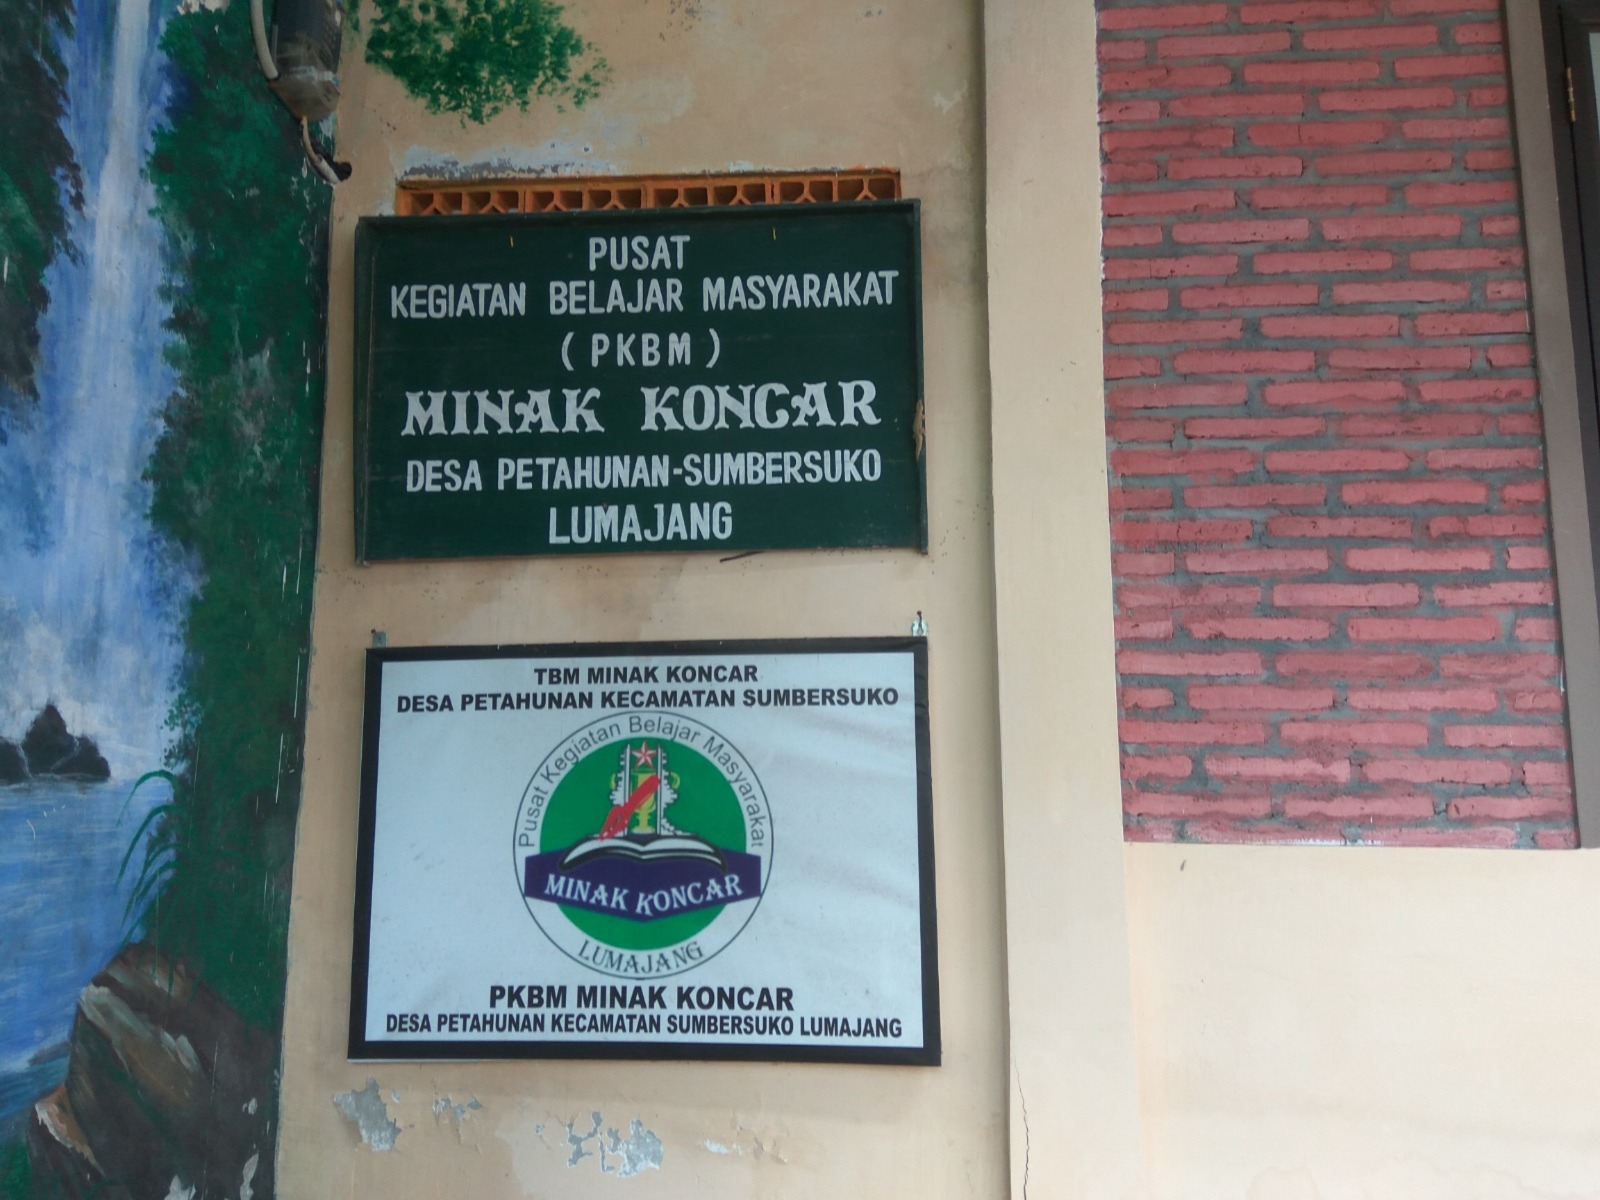 PUSAT
KEGIATAN BELAJAR MASYARAKAT
( PKBM )
MINAK KONCAR
DESA PETAHUNAN-SUMBERSUKO
LUMAJANG
TBM MINAK KONCAR
DESA PETAHUNAN KECAMATAN SUMBERSUKO
Pusat Kegiatan Belajar Masyarakat
MINAK KONCAR
LUMAJANG
PKBM MINAK KONCAR
DESA PETAHUNAN KECAMATAN SUMBERSUKO LUMAJANG